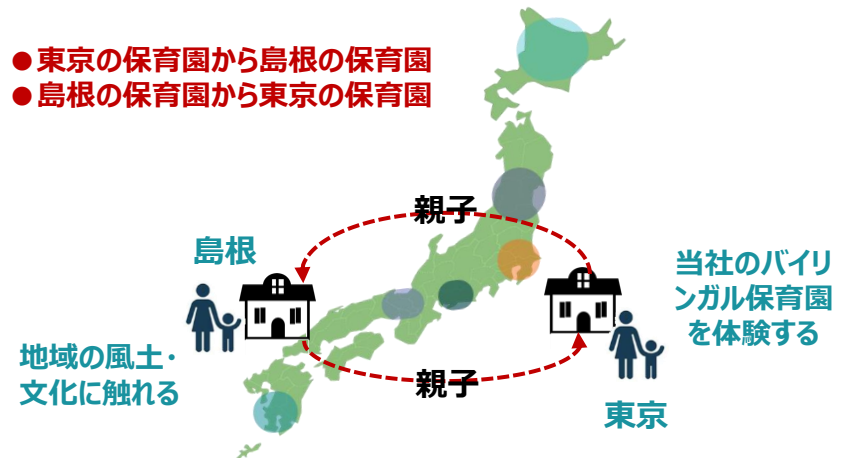 ●東京の保育園から島根の保育園
●島根の保育園から東京の保育園
親子
島根
当社のバイリ
ンガル保育園
を体験する
地域の風土・
文化に触れる
親子
東京